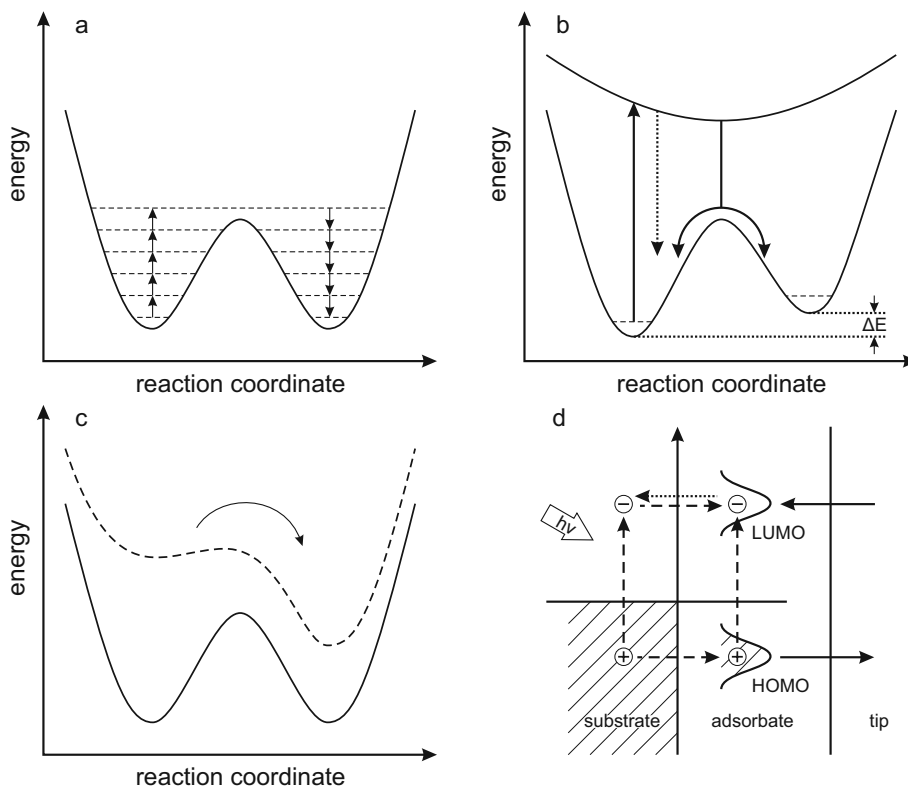 a
energy
reaction coordinate
b
energy
ΔE
reaction coordinate
c
energy
reaction coordinate
d
hν
− −
LUMO
+ +
HOMO
substrate adsorbate tip